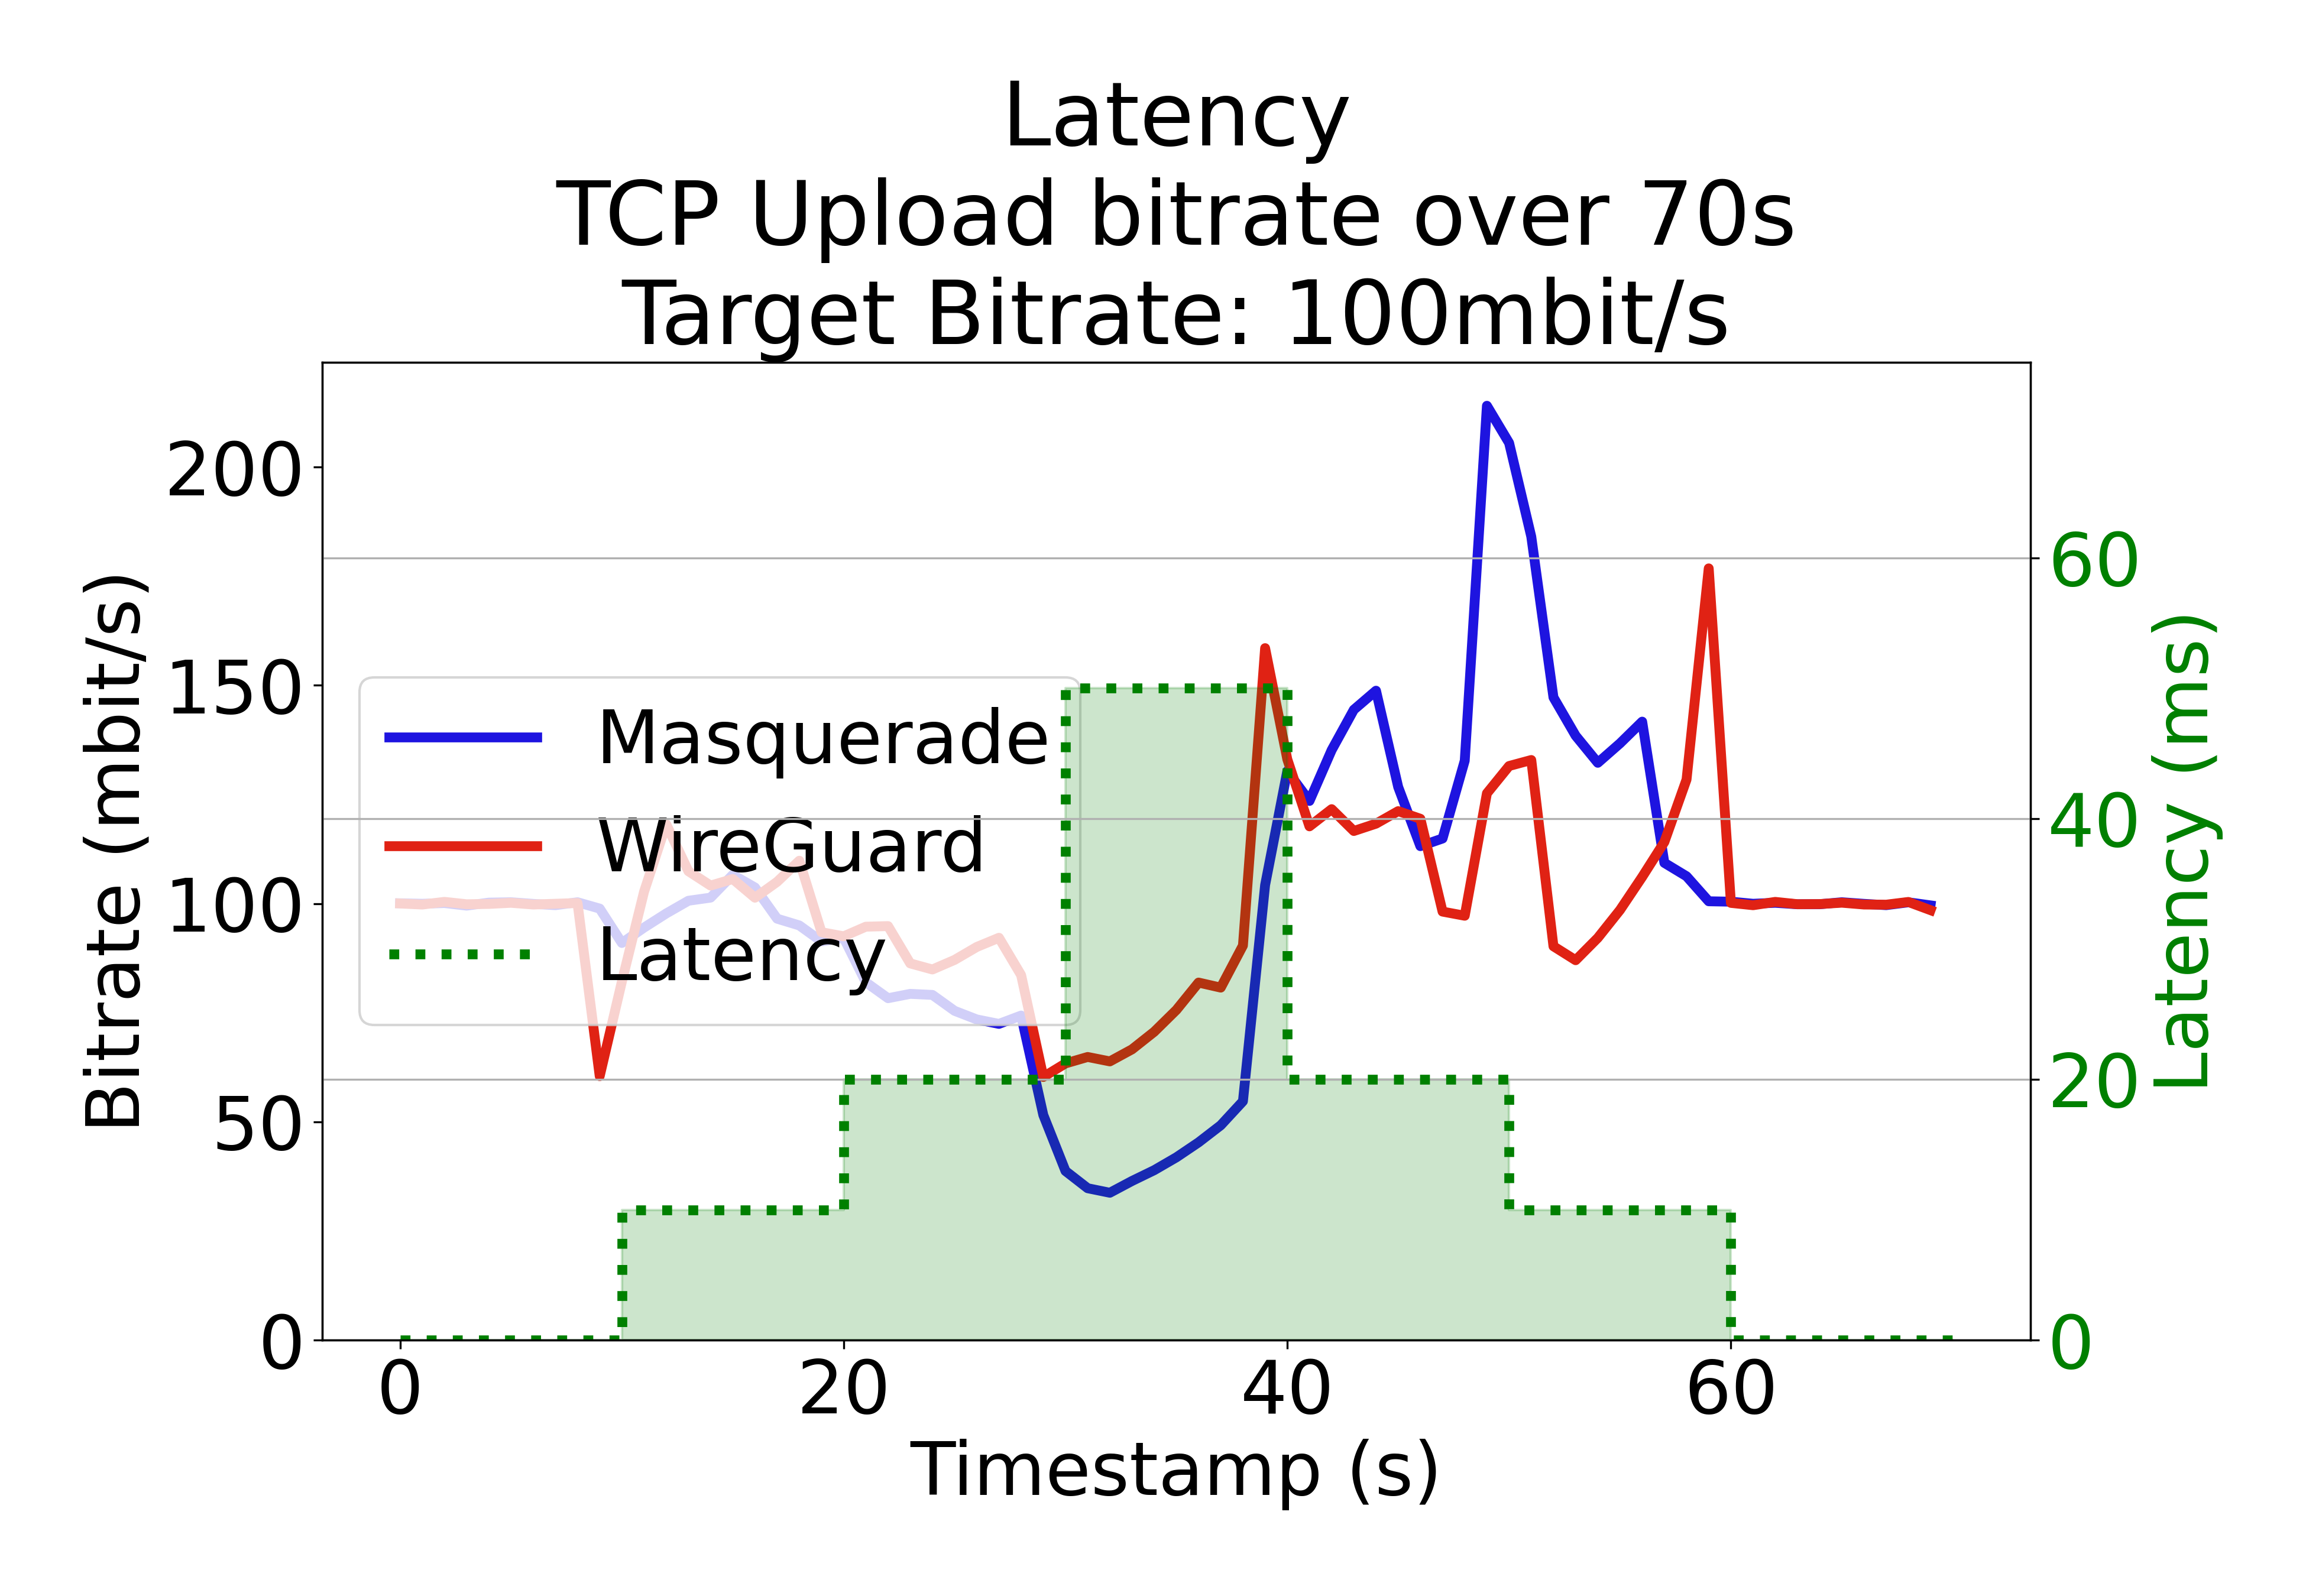 Latency
TCP Upload bitrate over 70s
Target Bitrate: 100mbit/s
Bitrate (mbit/s)
200
150
100
50
0
Masquerade
WireGuard
Latency
60
40
20
0
Latency (ms)
0 20 40 60
Timestamp (s)